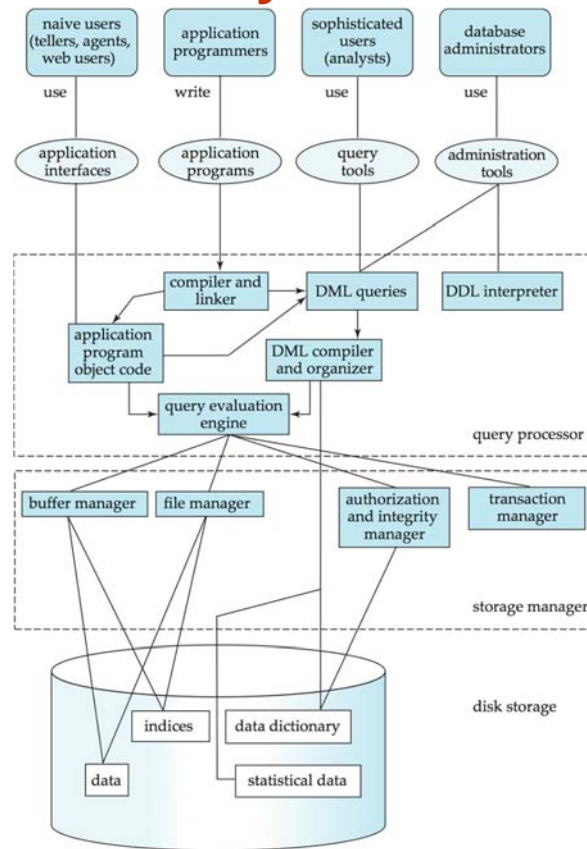 naive users
(tellers, agents,
web users)
application
programmers
sophisticated
users
(analysts)
database
administrators
use
write
use
use
application
interfaces
application
programs
query
tools
administration
tools
compiler and
linker
DML queries
DDL interpreter
application
program
object code
DML compiler
and organizer
query evaluation
engine
query processor
buffer manager
file manager
authorization
and integrity
manager
transaction
manager
storage manager
disk storage
indices
data dictionary
data
statistical data